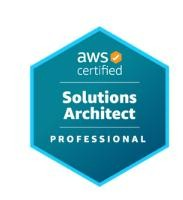 aws
certified
Solutions
Architect
PROFESSIONAL